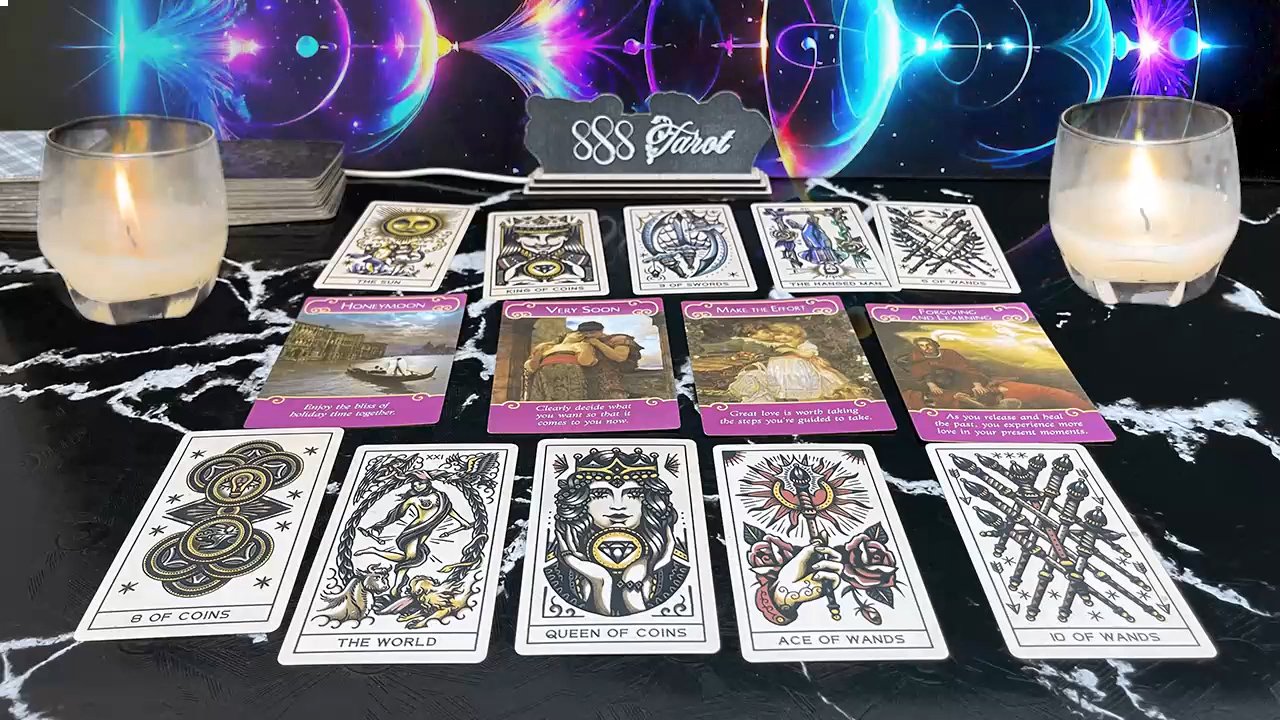 888 Tarot
THE SUN
KING OF COINS
9 OF SWORDS
THE HANGED MAN
6 OF WANDS
HONEYMOON
Enjoy the bliss of
holiday time together.
VERY SOON
Clearly decide what
you want so that it
comes to you now.
MAKE THE EFFORT
Great love is worth taking
the steps you're guided to take.
FORGIVING
AND LEARNING
As you release and heal
the past, you experience more
love in your present moments.
8 OF COINS
XXI
THE WORLD
QUEEN OF COINS
ACE OF WANDS
10 OF WANDS